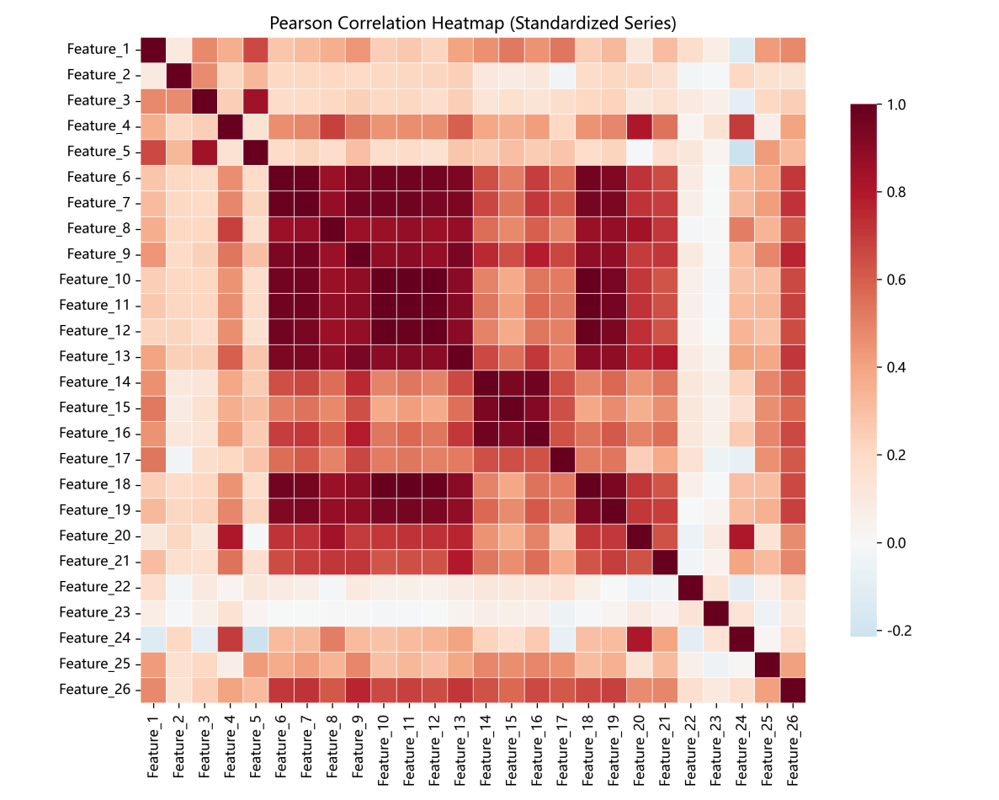 Pearson Correlation Heatmap (Standardized Series)
Feature_1
Feature_2
Feature_3
Feature_4
Feature_5
Feature_6
Feature_7
Feature_8
Feature_9
Feature_10
Feature_11
Feature_12
Feature_13
Feature_14
Feature_15
Feature_16
Feature_17
Feature_18
Feature_19
Feature_20
Feature_21
Feature_22
Feature_23
Feature_24
Feature_25
Feature_26
Feature_1
Feature_2
Feature_3
Feature_4
Feature_5
Feature_6
Feature_7
Feature_8
Feature_9
Feature_10
Feature_11
Feature_12
Feature_13
Feature_14
Feature_15
Feature_16
Feature_17
Feature_18
Feature_19
Feature_20
Feature_21
Feature_22
Feature_23
Feature_24
Feature_25
Feature_26
1.0
0.8
0.6
0.4
0.2
0.0
-0.2